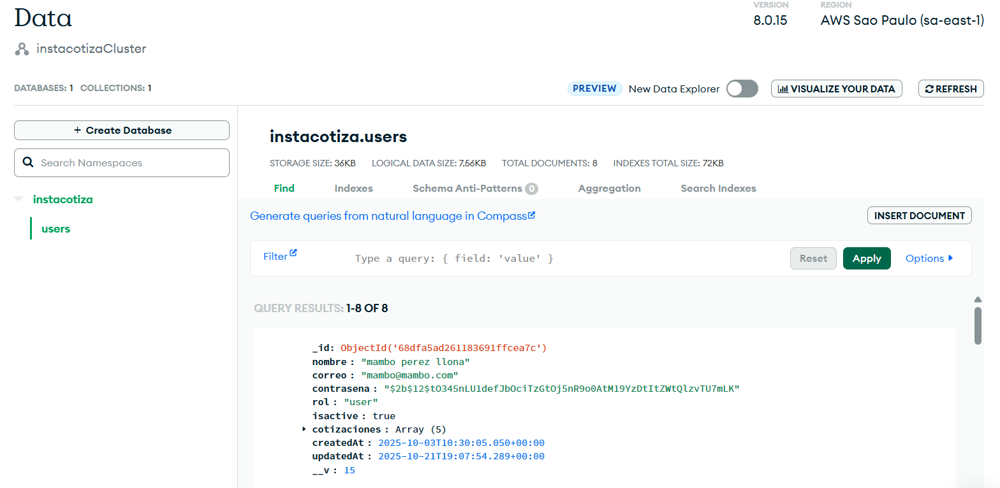 Data
VERSION
REGION
8.0.15
AWS Sao Paulo (sa-east-1)
instacotizaCluster
DATABASES: 1 COLLECTIONS: 1
PREVIEW New Data Explorer
VISUALIZE YOUR DATA
REFRESH
+ Create Database
Search Namespaces
instacotiza
users
instacotiza.users
STORAGE SIZE: 36KB LOGICAL DATA SIZE: 7.56KB TOTAL DOCUMENTS: 8 INDEXES TOTAL SIZE: 72KB
Find Indexes Schema Anti-Patterns 0 Aggregation Search Indexes
Generate queries from natural language in Compass
INSERT DOCUMENT
Filter
Type a query: { field: 'value' }
Reset
Apply
Options
QUERY RESULTS: 1-8 OF 8
_id: ObjectId('68dfa5ad261183691ffcea7c')
nombre : "mambo perez llona"
correo : "mambo@mambo.com"
contrasena : "$2b$12$tO345nLU1defJbOciTzGtOj5nR9o0AtM19YzDtItZWtQlzvTU7mLK"
rol : "user"
isactive : true
cotizaciones : Array (5)
createdAt : 2025-10-03T10:30:05.050+00:00
updatedAt : 2025-10-21T19:07:54.289+00:00
__v : 15